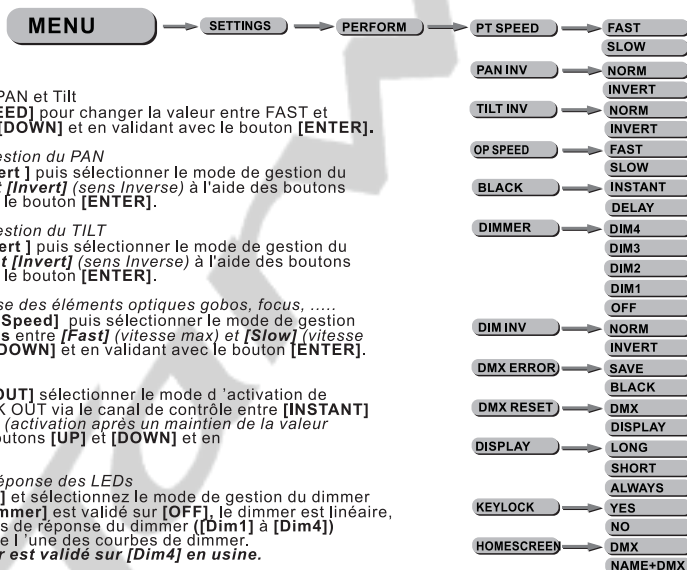 MENU SETTINGS PERFORM PT SPEED FAST
SLOW
PAN INV NORM
INVERT
TILT INV NORM
INVERT
OP SPEED FAST
SLOW
BLACK INSTANT
DELAY
DIMMER DIM4
DIM3
DIM2
DIM1
OFF
DIM INV NORM
INVERT
DMX ERROR SAVE
BLACK
DMX RESET DMX
DISPLAY
DISPLAY LONG
SHORT
ALWAYS
KEYLOCK YES
NO
HOMESCREEN DMX
NAME+DMX
PAN et Tilt
EED] pour changer la valeur entre FAST et
[DOWN] et en validant avec le bouton [ENTER].
estion du PAN
ert ] puis sélectionner le mode de gestion du
t [Invert] (sens Inverse) à l'aide des boutons
le bouton [ENTER].
estion du TILT
ert ] puis sélectionner le mode de gestion du
t [Invert] (sens Inverse) à l'aide des boutons
le bouton [ENTER].
se des éléments optiques gobos, focus, .....
Speed] puis sélectionner le mode de gestion
s entre [Fast] (vitesse max) et [Slow] (vitesse
DOWN] et en validant avec le bouton [ENTER].
OUT] sélectionner le mode d 'activation de
K OUT via le canal de contrôle entre [INSTANT]
(activation après un maintien de la valeur
outons [UP] et [DOWN] et en
éponse des LEDs
] et sélectionnez le mode de gestion du dimmer
mmer] est validé sur [OFF], le dimmer est linéaire,
s de réponse du dimmer ([Dim1] à [Dim4])
e l 'une des courbes de dimmer.
r est validé sur [Dim4] en usine.